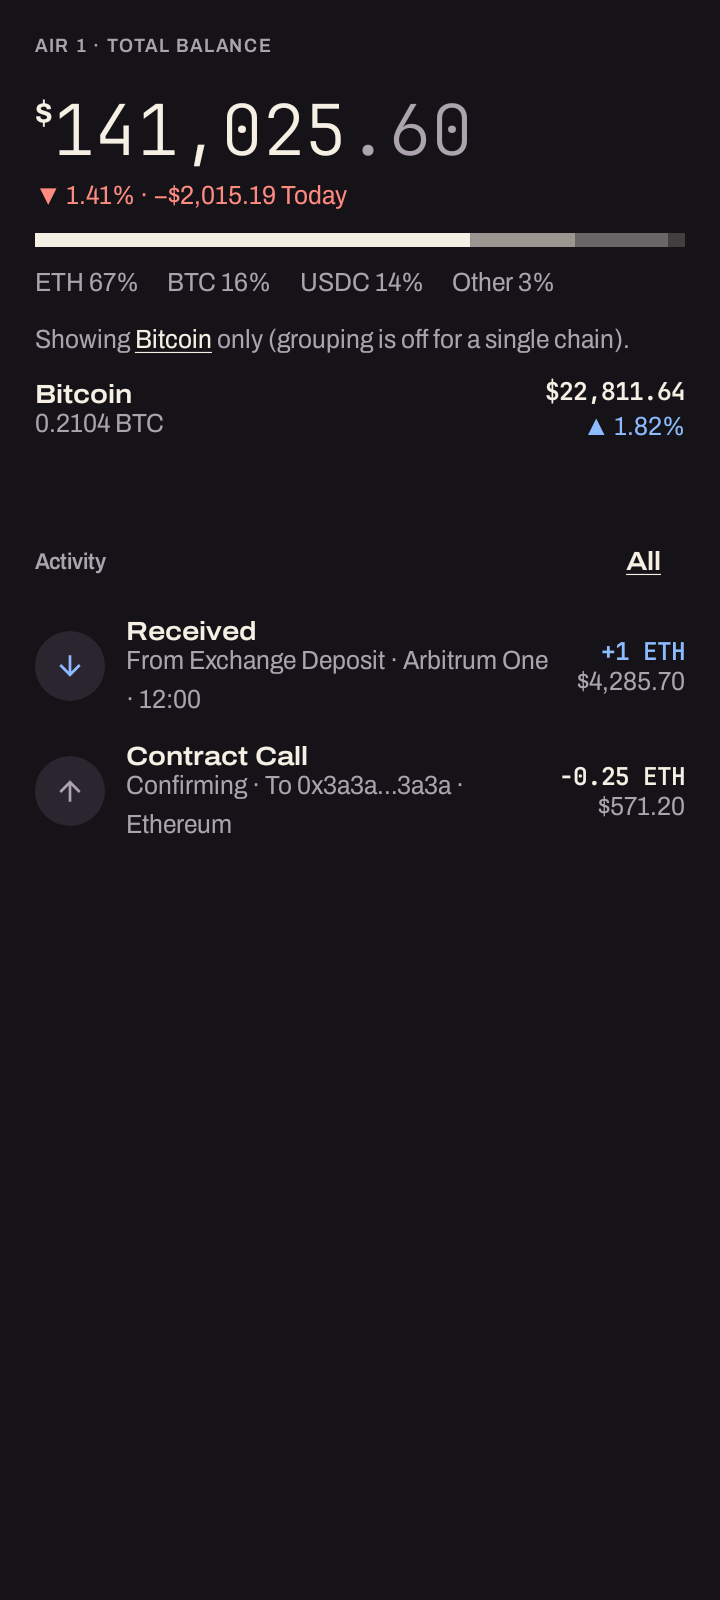 AIR 1 · TOTAL BALANCE
$141,025.60
▼ 1.41% · −$2,015.19 Today
ETH 67% BTC 16% USDC 14% Other 3%
Showing Bitcoin only (grouping is off for a single chain).
Bitcoin $22,811.64
0.2104 BTC ▲ 1.82%
Activity All
Received
From Exchange Deposit · Arbitrum One +1 ETH
· 12:00 $4,285.70
Contract Call
Confirming · To 0x3a3a…3a3a · -0.25 ETH
Ethereum $571.20